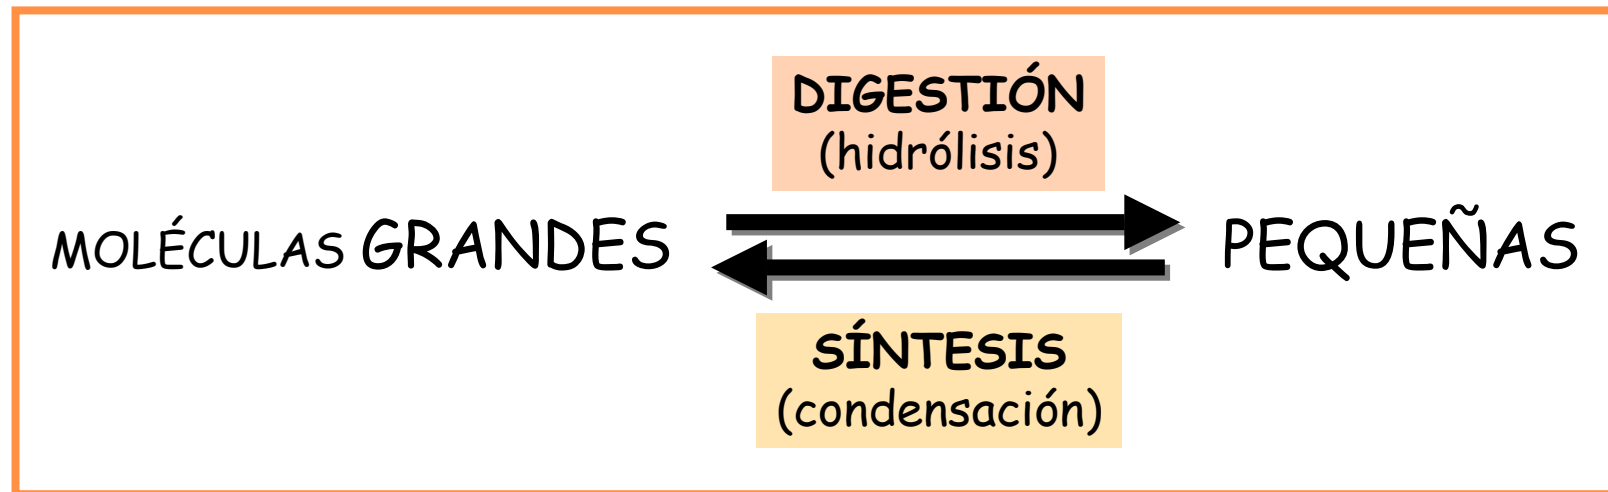 DIGESTIÓN
(hidrólisis)
MOLÉCULAS GRANDES
PEQUEÑAS
SÍNTESIS
(condensación)